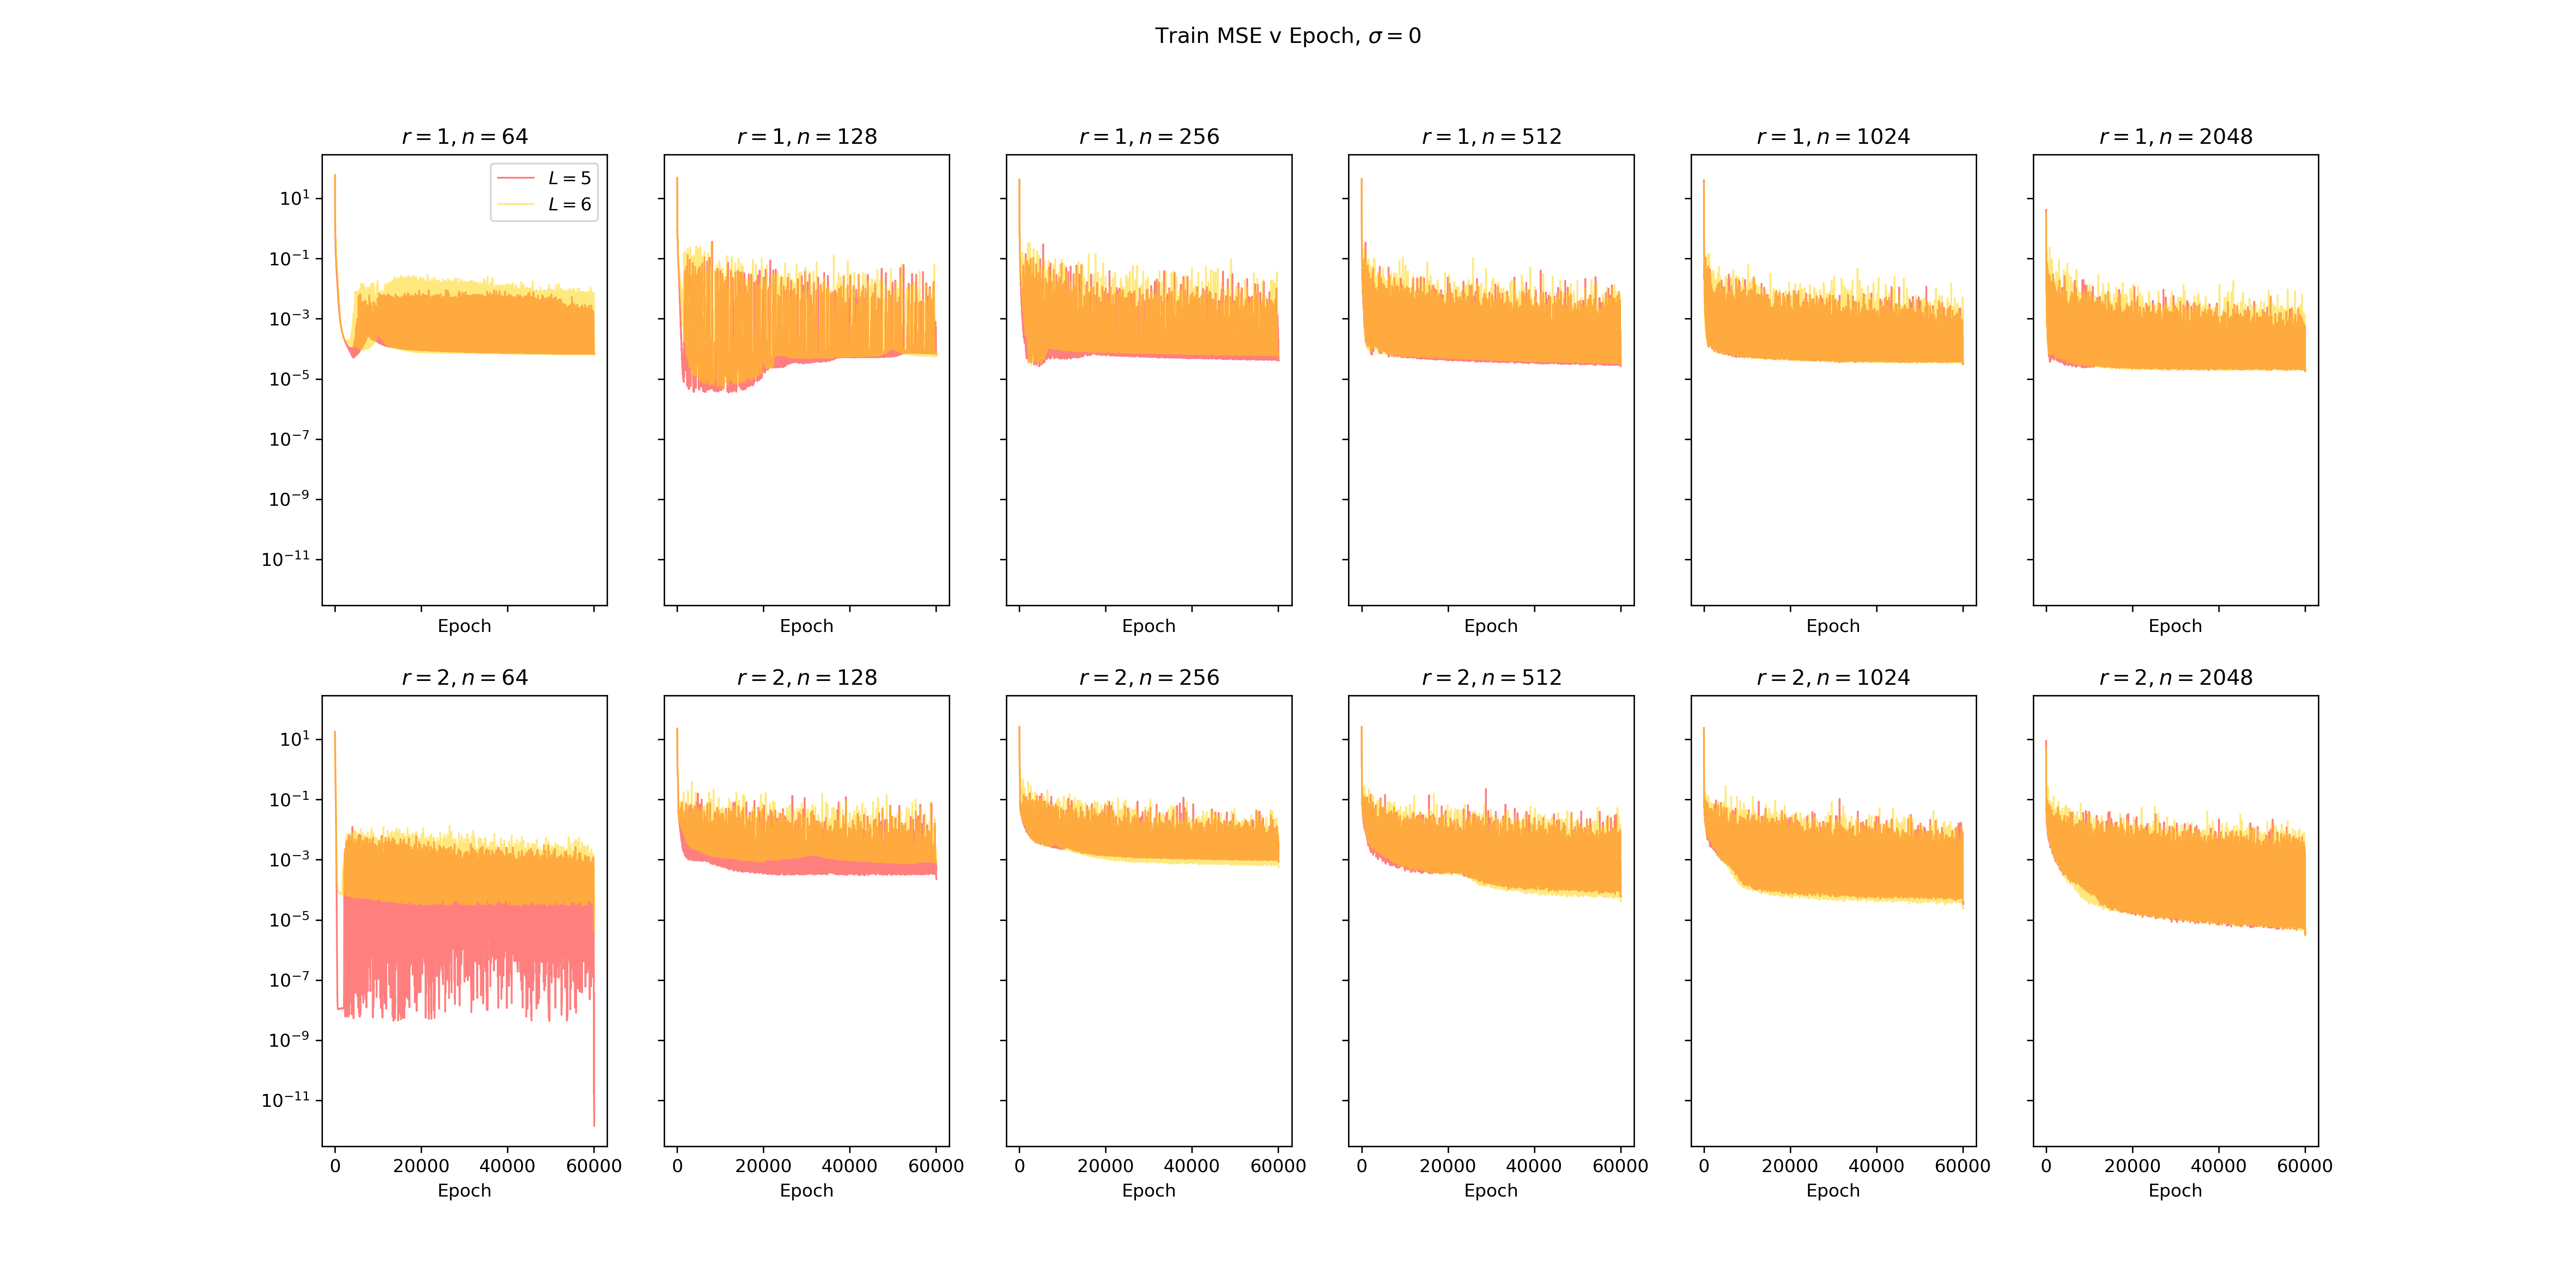 Train MSE v Epoch, σ = 0
r = 1, n = 64
r = 1, n = 128
r = 1, n = 256
r = 1, n = 512
r = 1, n = 1024
r = 1, n = 2048
L = 5
L = 6
10¹
10⁻¹
10⁻³
10⁻⁵
10⁻⁷
10⁻⁹
10⁻¹¹
Epoch
Epoch
Epoch
Epoch
Epoch
Epoch
r = 2, n = 64
r = 2, n = 128
r = 2, n = 256
r = 2, n = 512
r = 2, n = 1024
r = 2, n = 2048
10¹
10⁻¹
10⁻³
10⁻⁵
10⁻⁷
10⁻⁹
10⁻¹¹
0 20000 40000 60000
0 20000 40000 60000
0 20000 40000 60000
0 20000 40000 60000
0 20000 40000 60000
0 20000 40000 60000
Epoch
Epoch
Epoch
Epoch
Epoch
Epoch